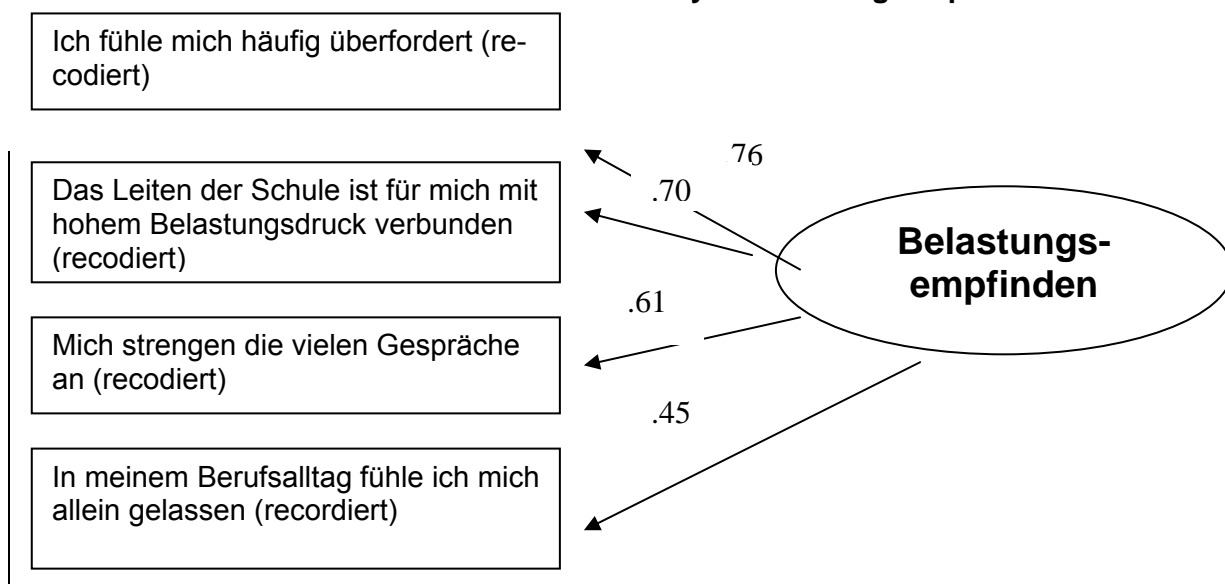 Ich fühle mich häufig überfordert (re-
codiert)
.76
.70
Das Leiten der Schule ist für mich mit
hohem Belastungsdruck verbunden
(recodiert)
Belastungs-
empfinden
.61
Mich strengen die vielen Gespräche
an (recodiert)
.45
In meinem Berufsalltag fühle ich mich
allein gelassen (recordiert)